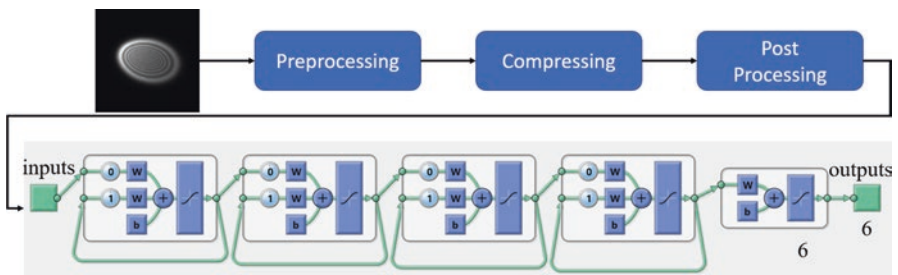 Preprocessing
Compressing
Post
Processing
inputs
0 W
1 W +
b
0 W
1 W +
b
0 W
1 W +
b
0 W
1 W +
b
W
b +
6
outputs
6